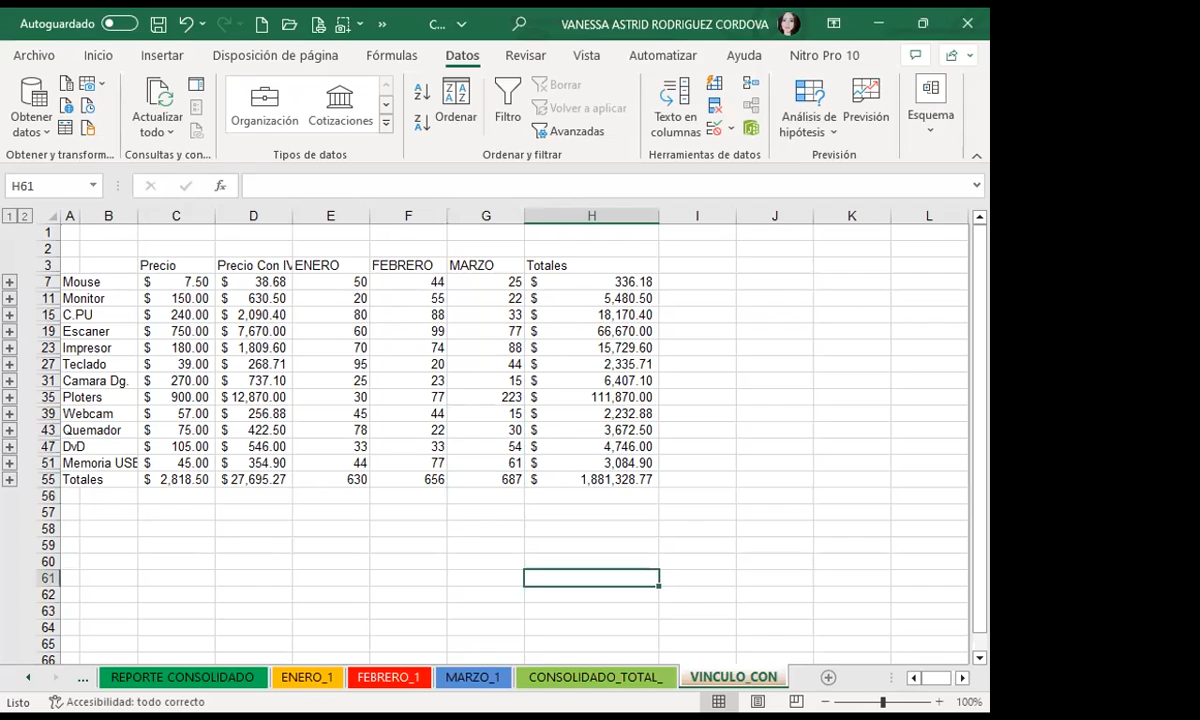 Autoguardado C... VANESSA ASTRID RODRIGUEZ CORDOVA
Archivo Inicio Insertar Disposición de página Fórmulas Datos Revisar Vista Automatizar Ayuda Nitro Pro 10
Obtener datos Actualizar todo Organización Cotizaciones Ordenar Filtro Borrar Volver a aplicar Avanzadas Texto en columnas Análisis de hipótesis Previsión Esquema
Obtener y transform... Consultas y con... Tipos de datos Ordenar y filtrar Herramientas de datos Previsión
H61 fx
1 2 A B C D E F G H I J K L
1
2
3 Precio Precio Con IV ENERO FEBRERO MARZO Totales
7 Mouse $ 7.50 $ 38.68 50 44 25 $ 336.18
11 Monitor $ 150.00 $ 630.50 20 55 22 $ 5,480.50
15 C.PU $ 240.00 $ 2,090.40 80 88 33 $ 18,170.40
19 Escaner $ 750.00 $ 7,670.00 60 99 77 $ 66,670.00
23 Impresor $ 180.00 $ 1,809.60 70 74 88 $ 15,729.60
27 Teclado $ 39.00 $ 268.71 95 20 44 $ 2,335.71
31 Camara Dg. $ 270.00 $ 737.10 25 23 15 $ 6,407.10
35 Ploters $ 900.00 $ 12,870.00 30 77 223 $ 111,870.00
39 Webcam $ 57.00 $ 256.88 45 44 15 $ 2,232.88
43 Quemador $ 75.00 $ 422.50 78 22 30 $ 3,672.50
47 DvD $ 105.00 $ 546.00 33 33 54 $ 4,746.00
51 Memoria USB $ 45.00 $ 354.90 44 77 61 $ 3,084.90
55 Totales $ 2,818.50 $ 27,695.27 630 656 687 $ 1,881,328.77
56
57
58
59
60
61
62
63
64
65
66
... REPORTE CONSOLIDADO ENERO_1 FEBRERO_1 MARZO_1 CONSOLIDADO_TOTAL_ VINCULO_CON
Listo Accesibilidad: todo correcto 100%